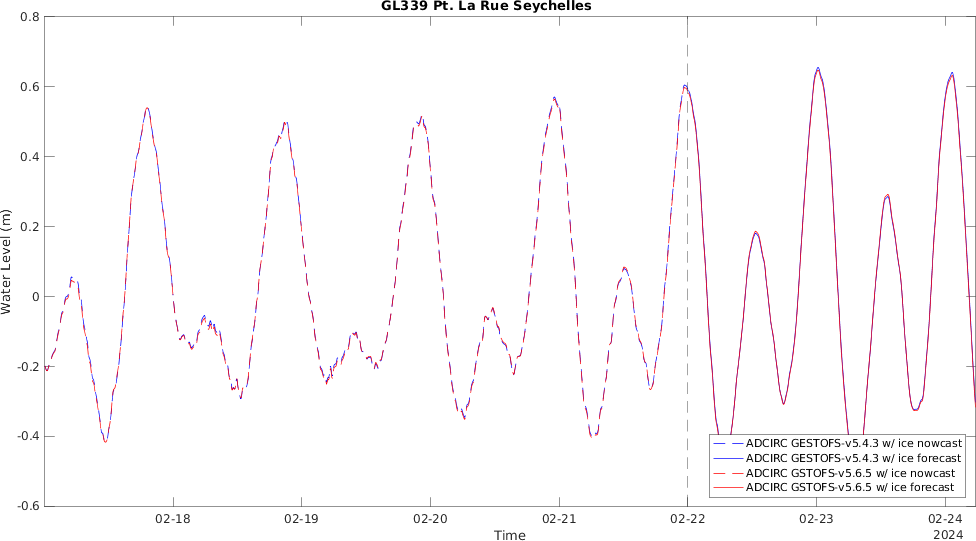 GL339 Pt. La Rue Seychelles
0.8
0.6
0.4
0.2
0
-0.2
-0.4
-0.6
Water Level (m)
ADCIRC GESTOFS-v5.4.3 w/ ice nowcast
ADCIRC GESTOFS-v5.4.3 w/ ice forecast
ADCIRC GSTOFS-v5.6.5 w/ ice nowcast
ADCIRC GSTOFS-v5.6.5 w/ ice forecast
02-18 02-19 02-20 02-21 02-22 02-23 02-24
Time
2024